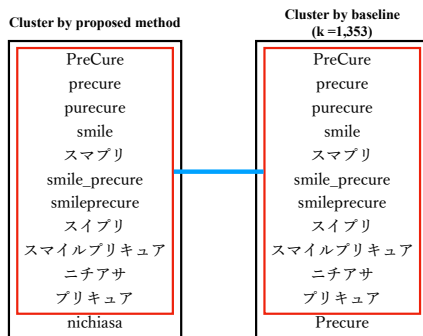 Cluster by proposed method
PreCure
precure
purecure
smile
スマプリ
smile_precure
smileprecure
スイプリ
スマイルプリキュア
ニチアサ
プリキュア
nichiasa
Cluster by baseline
(k =1,353)
PreCure
precure
purecure
smile
スマプリ
smile_precure
smileprecure
スイプリ
スマイルプリキュア
ニチアサ
プリキュア
Precure